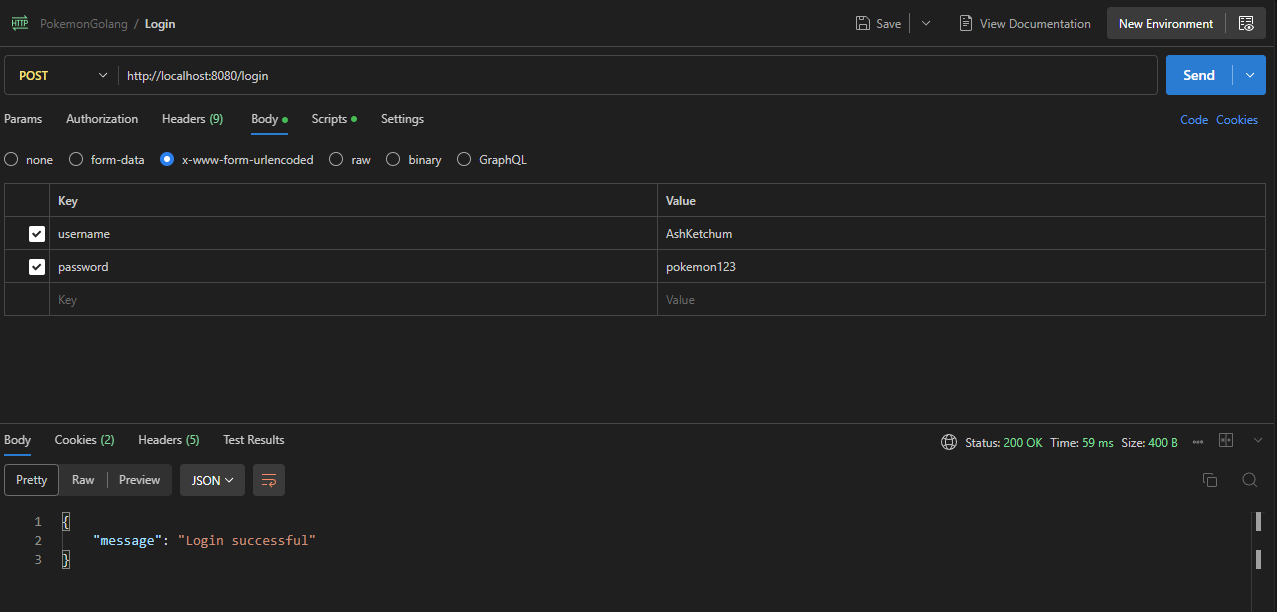 HTTP PokemonGolang / Login Save View Documentation New Environment
POST http://localhost:8080/login Send
Params Authorization Headers (9) Body Scripts Settings Code Cookies
none form-data x-www-form-urlencoded raw binary GraphQL
Key Value
username AshKetchum
password pokemon123
Key Value
Body Cookies (2) Headers (5) Test Results Status: 200 OK Time: 59 ms Size: 400 B
Pretty Raw Preview JSON
1 {
2 "message": "Login successful"
3 }